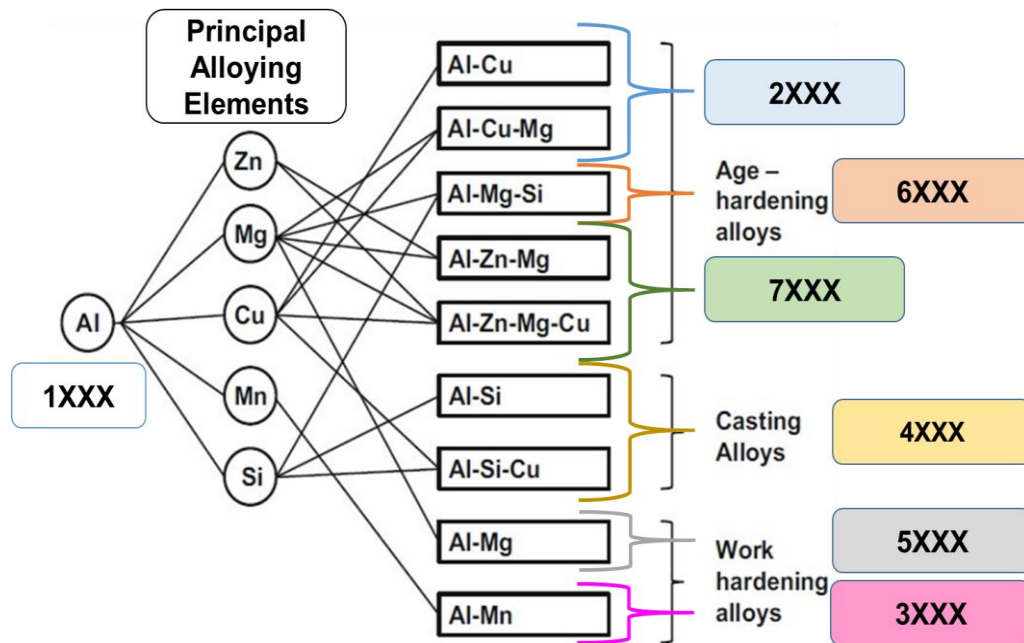 Principal
Alloying
Elements
Al
1XXX
Zn
Mg
Cu
Mn
Si
Al-Cu
Al-Cu-Mg
Al-Mg-Si
Al-Zn-Mg
Al-Zn-Mg-Cu
Al-Si
Al-Si-Cu
Al-Mg
Al-Mn
2XXX
Age –
hardening
alloys
6XXX
7XXX
Casting
Alloys
4XXX
Work
hardening
alloys
5XXX
3XXX